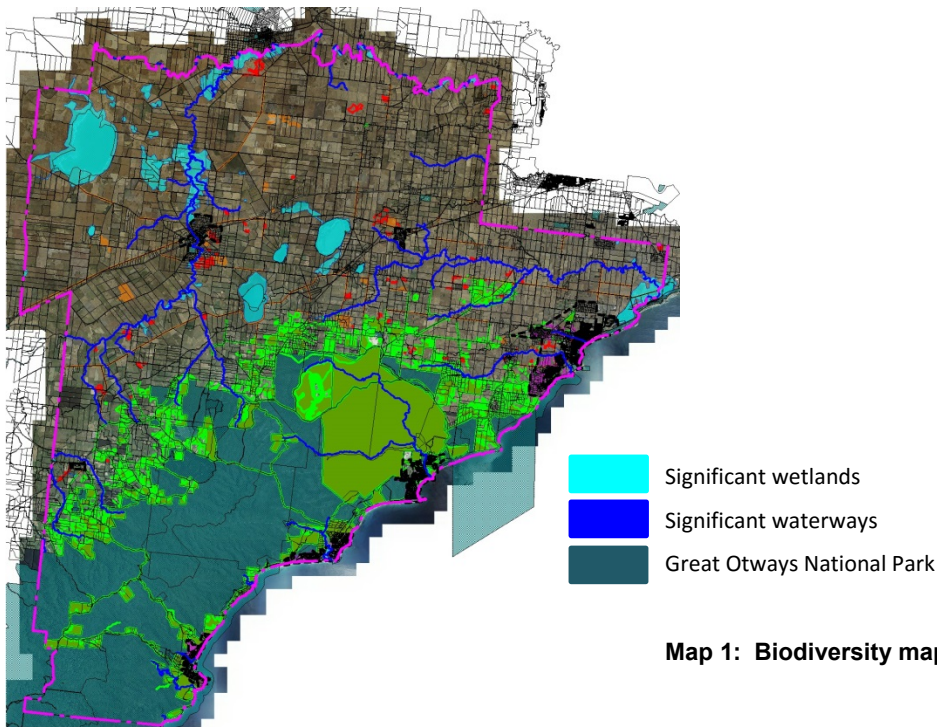 Significant wetlands
Significant waterways
Great Otways National Park
Map 1: Biodiversity map